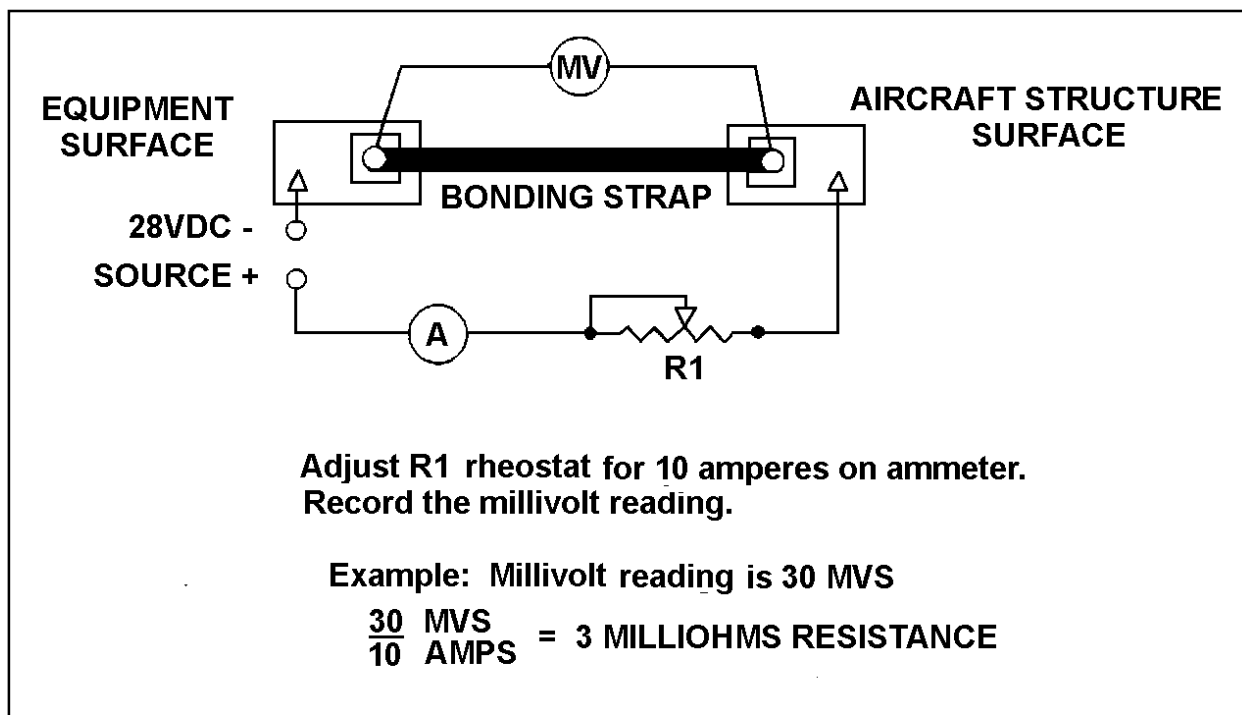 MV
EQUIPMENT
SURFACE
AIRCRAFT STRUCTURE
SURFACE
BONDING STRAP
28VDC -
SOURCE +
A
R1
Adjust R1 rheostat for 10 amperes on ammeter.
Record the millivolt reading.
Example: Millivolt reading is 30 MVS
30 MVS
10 AMPS = 3 MILLIOHMS RESISTANCE